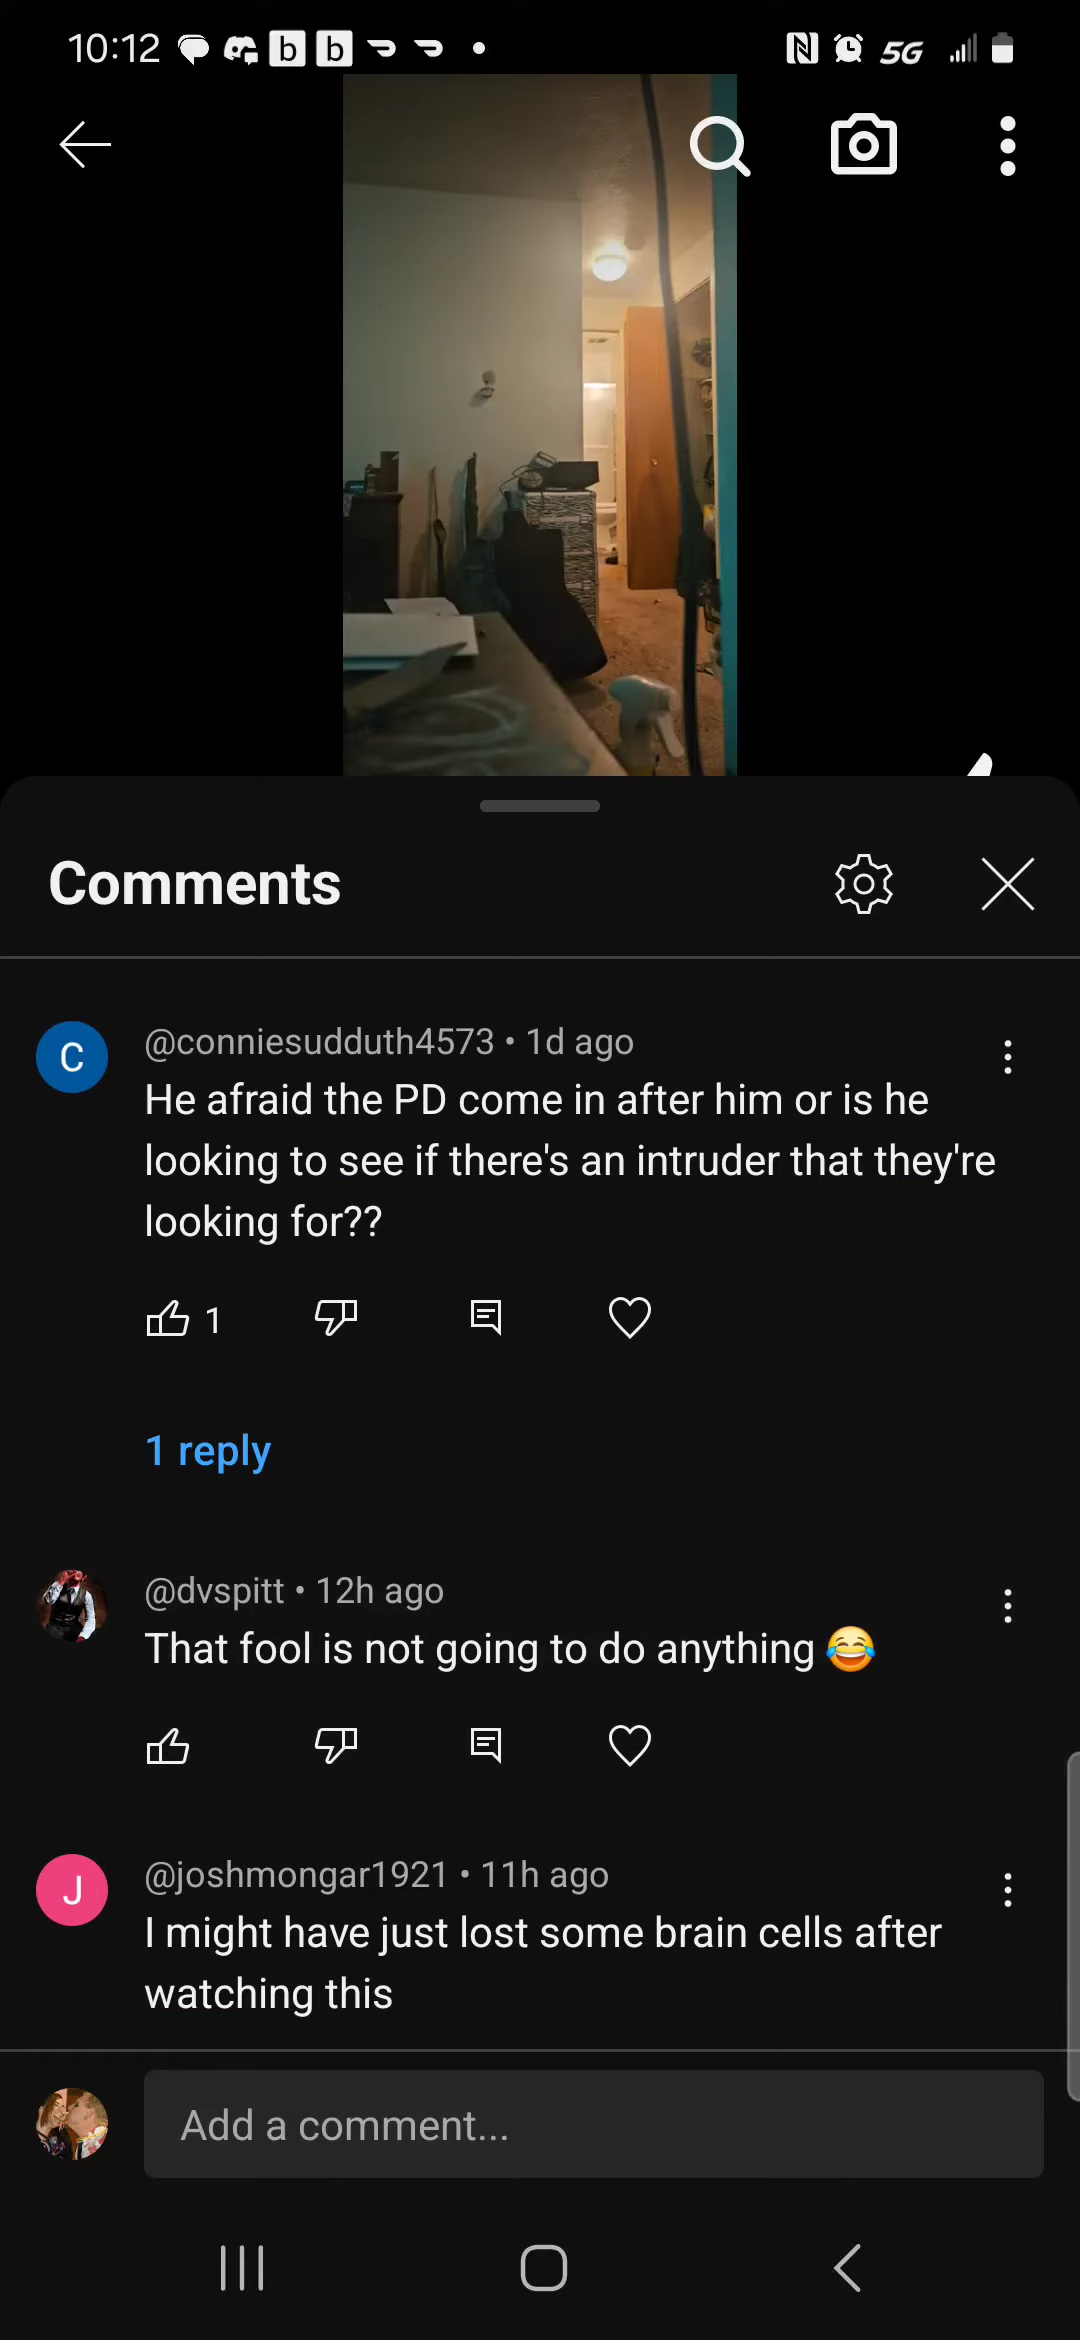 10:12
b b
5G
Comments
C
@conniesudduth4573 • 1d ago
He afraid the PD come in after him or is he
looking to see if there's an intruder that they're
looking for??
1
1 reply
@dvspitt • 12h ago
That fool is not going to do anything 😂
J
@joshmongar1921 • 11h ago
I might have just lost some brain cells after
watching this
Add a comment...